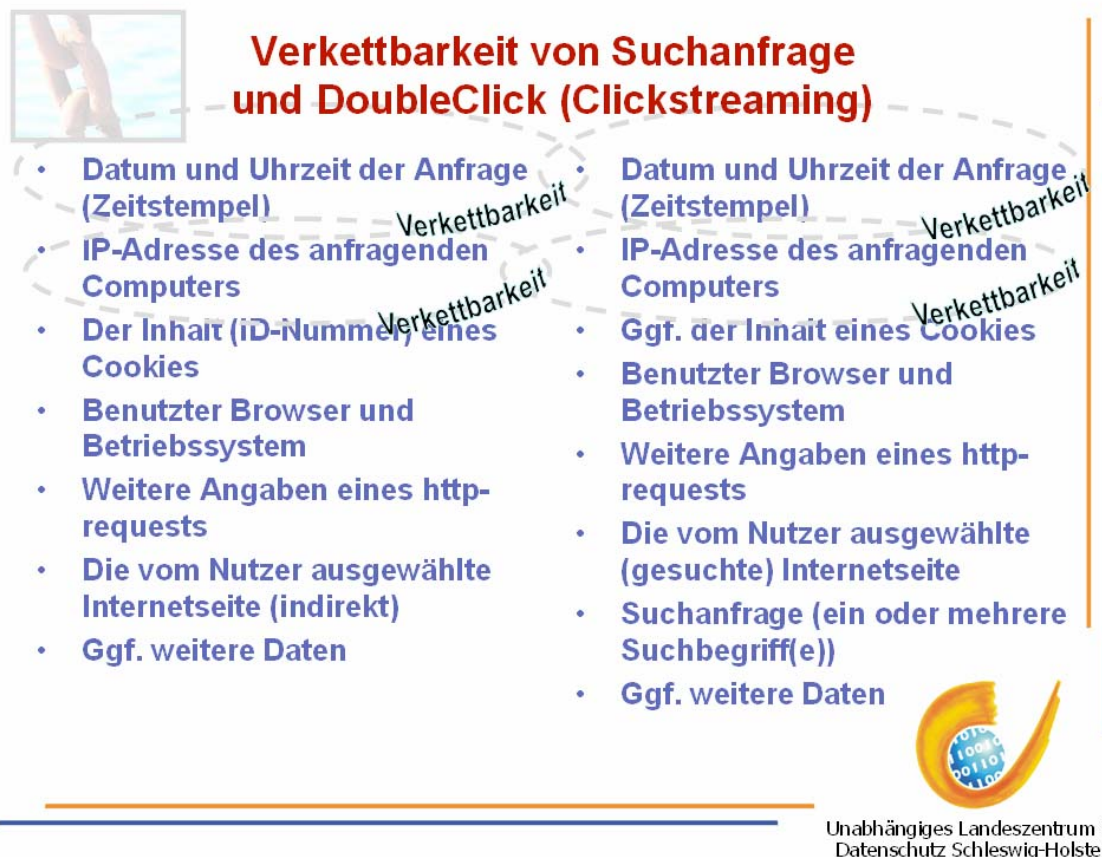 Verkettbarkeit von Suchanfrage
und DoubleClick (Clickstreaming)
• Datum und Uhrzeit der Anfrage
(Zeitstempel)
Verkettbarkeit
• IP-Adresse des anfragenden
Computers
Verkettbarkeit
• Der Inhalt (ID-Nummer) eines
Cookies
• Benutzter Browser und
Betriebssystem
• Weitere Angaben eines http-
requests
• Die vom Nutzer ausgewählte
Internetseite (indirekt)
• Ggf. weitere Daten
• Datum und Uhrzeit der Anfrage
(Zeitstempel)
Verkettbarkeit
• IP-Adresse des anfragenden
Computers
Verkettbarkeit
• Ggf. der Inhalt eines Cookies
• Benutzter Browser und
Betriebssystem
• Weitere Angaben eines http-
requests
• Die vom Nutzer ausgewählte
(gesuchte) Internetseite
• Suchanfrage (ein oder mehrere
Suchbegriff(e))
• Ggf. weitere Daten
Unabhängiges Landeszentrum
Datenschutz Schleswig-Holste